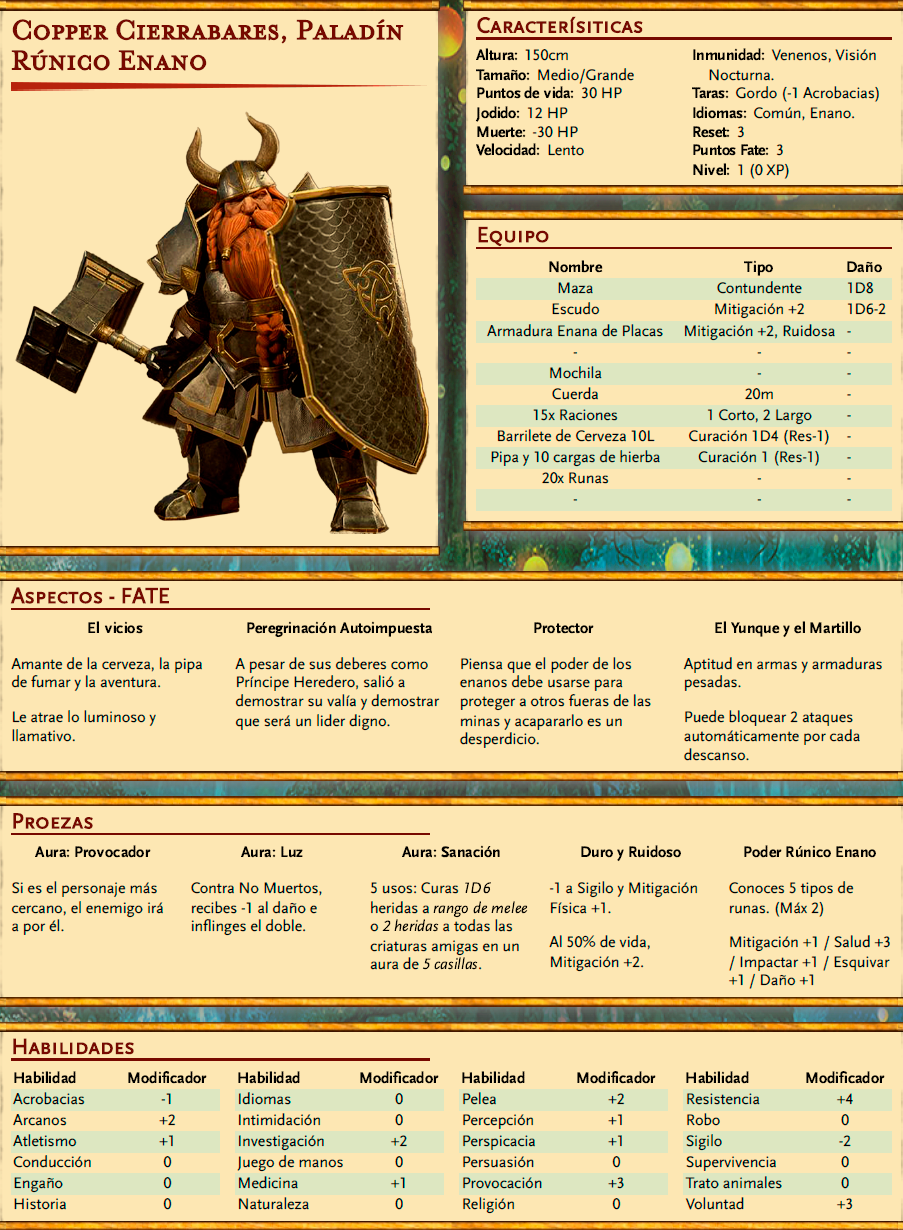 Copper Cierrabares, Paladín
Rúnico Enano
Caracterísiticas
Altura: 150cm
Tamaño: Medio/Grande
Puntos de vida: 30 HP
Jodido: 12 HP
Muerte: -30 HP
Velocidad: Lento
Inmunidad: Venenos, Visión
Nocturna.
Taras: Gordo (-1 Acrobacias)
Idiomas: Común, Enano.
Reset: 3
Puntos Fate: 3
Nivel: 1 (0 XP)
Equipo
Nombre Tipo Daño
Maza Contundente 1D8
Escudo Mitigación +2 1D6-2
Armadura Enana de Placas Mitigación +2, Ruidosa -
- - -
Mochila - -
Cuerda 20m -
15x Raciones 1 Corto, 2 Largo -
Barrilete de Cerveza 10L Curación 1D4 (Res-1) -
Pipa y 10 cargas de hierba Curación 1 (Res-1) -
20x Runas - -
- - -
Aspectos - FATE
El vicios
Amante de la cerveza, la pipa
de fumar y la aventura.
Le atrae lo luminoso y
llamativo.
Peregrinación Autoimpuesta
A pesar de sus deberes como
Príncipe Heredero, salió a
demostrar su valía y demostrar
que será un lider digno.
Protector
Piensa que el poder de los
enanos debe usarse para
proteger a otros fueras de las
minas y acapararlo es un
desperdicio.
El Yunque y el Martillo
Aptitud en armas y armaduras
pesadas.
Puede bloquear 2 ataques
automáticamente por cada
descanso.
Proezas
Aura: Provocador
Si es el personaje más
cercano, el enemigo irá
a por él.
Aura: Luz
Contra No Muertos,
recibes -1 al daño e
inflinges el doble.
Aura: Sanación
5 usos: Curas 1D6
heridas a rango de melee
o 2 heridas a todas las
criaturas amigas en un
aura de 5 casillas.
Duro y Ruidoso
-1 a Sigilo y Mitigación
Física +1.
Al 50% de vida,
Mitigación +2.
Poder Rúnico Enano
Conoces 5 tipos de
runas. (Máx 2)
Mitigación +1 / Salud +3
/ Impactar +1 / Esquivar
+1 / Daño +1
Habilidades
Habilidad Modificador
Acrobacias -1
Arcanos +2
Atletismo +1
Conducción 0
Engaño 0
Historia 0
Habilidad Modificador
Idiomas 0
Intimidación 0
Investigación +2
Juego de manos 0
Medicina +1
Naturaleza 0
Habilidad Modificador
Pelea +2
Percepción +1
Perspicacia +1
Persuasión 0
Provocación +3
Religión 0
Habilidad Modificador
Resistencia +4
Robo 0
Sigilo -2
Supervivencia 0
Trato animales 0
Voluntad +3